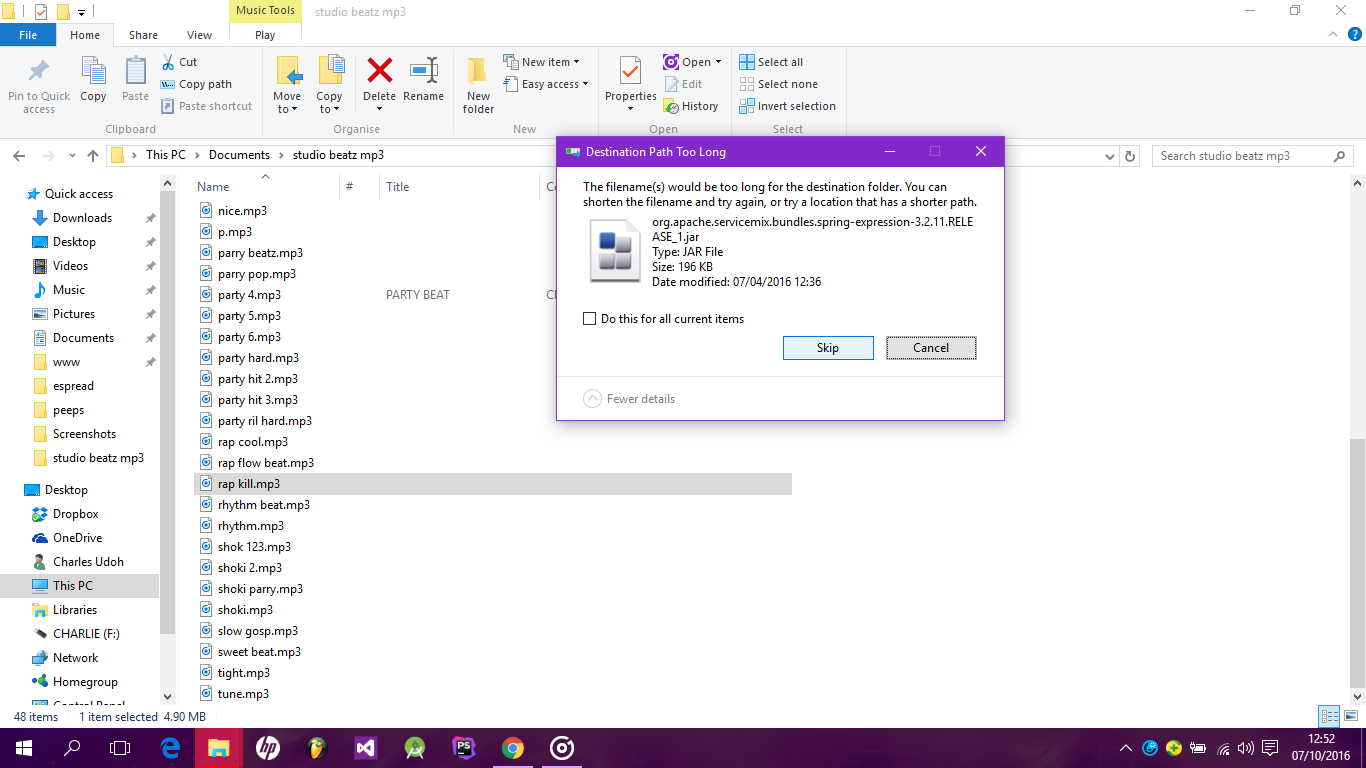 Music Tools
studio beatz mp3
File
Home
Share
View
Play
Pin to Quick
access
Copy
Paste
Cut
Copy path
Paste shortcut
Clipboard
Move
to
Copy
to
Delete
Rename
Organise
New
folder
New item
Easy access
New
Properties
Open
Edit
History
Open
Select all
Select none
Invert selection
Select
This PC
Documents
studio beatz mp3
Search studio beatz mp3
Quick access
Downloads
Desktop
Videos
Music
Pictures
Documents
www
espread
peeps
Screenshots
studio beatz mp3
Desktop
Dropbox
OneDrive
Charles Udoh
This PC
Libraries
CHARLIE (F:)
Network
Homegroup
Control Panel
Name
#
Title
nice.mp3
p.mp3
parry beatz.mp3
parry pop.mp3
party 4.mp3 PARTY BEAT
party 5.mp3
party 6.mp3
party hard.mp3
party hit 2.mp3
party hit 3.mp3
party ril hard.mp3
rap cool.mp3
rap flow beat.mp3
rap kill.mp3
rhythm beat.mp3
rhythm.mp3
shok 123.mp3
shoki 2.mp3
shoki parry.mp3
shoki.mp3
slow gosp.mp3
sweet beat.mp3
tight.mp3
tune.mp3
Destination Path Too Long
The filename(s) would be too long for the destination folder. You can
shorten the filename and try again, or try a location that has a shorter path.
org.apache.servicemix.bundles.spring-expression-3.2.11.RELE
ASE_1.jar
Type: JAR File
Size: 196 KB
Date modified: 07/04/2016 12:36
Do this for all current items
Skip
Cancel
Fewer details
48 items
1 item selected 4.90 MB
hp
PS
12:52
07/10/2016